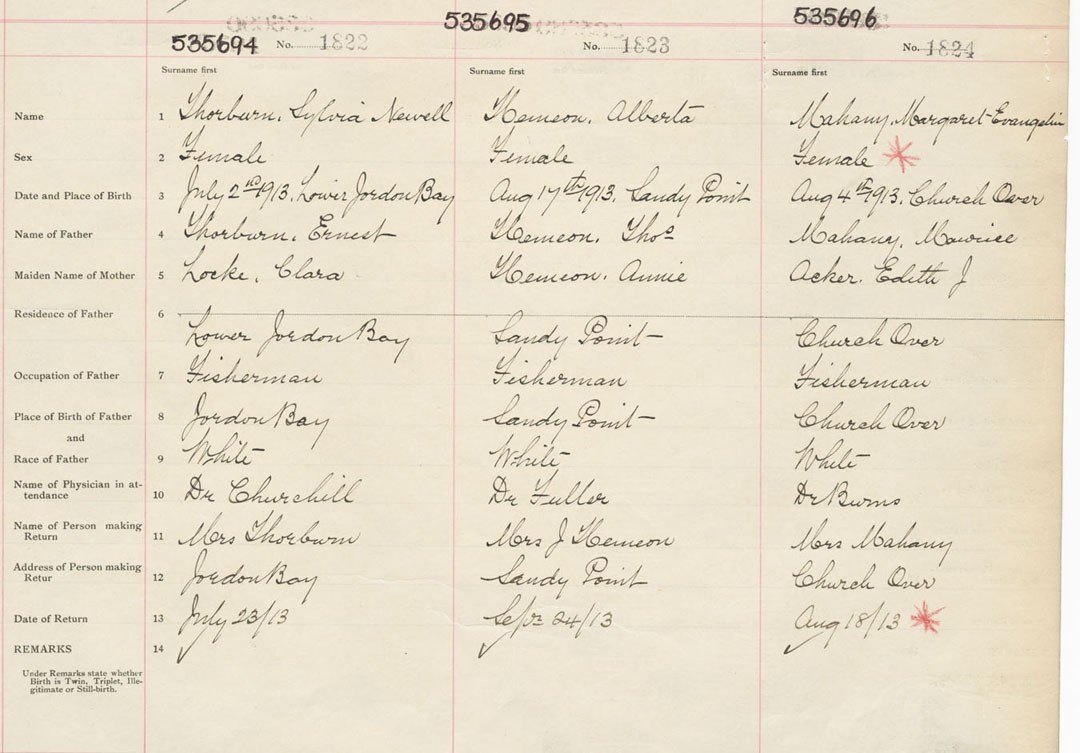 535694 No. 1822 535695 No. 1823 535696 No. 1824
Surname first Surname first Surname first
Name 1 Thorburn, Sylvia Newell Hemeon, Alberta Mahany, Margaret Evangelin
Sex 2 Female Female Female
Date and Place of Birth 3 July 2nd 1913. Lower Jordon Bay Aug 17th 1913. Sandy Point Aug 4th 1913. Church Over
Name of Father 4 Thorburn, Ernest Hemeon, Thos Mahany, Maurice
Maiden Name of Mother 5 Locke, Clara Hemeon, Annie Acker, Edith J
Residence of Father 6
Lower Jordon Bay Sandy Point Church Over
Occupation of Father 7 Fisherman Fisherman Fisherman
Place of Birth of Father 8 Jordon Bay Sandy Point Church Over
and
Race of Father 9 White White White
Name of Physician in at-
tendance 10 Dr Churchill Dr Fuller Dr Burns
Name of Person making
Return 11 Mrs Thorburn Mrs J Hemeon Mrs Mahany
Address of Person making
Retur 12 Jordon Bay Sandy Point Church Over
Date of Return 13 July 23/13 24/13 Aug 18/13
REMARKS 14
Under Remarks state whether
Birth is Twin, Triplet, Ille-
gitimate or Still-birth.